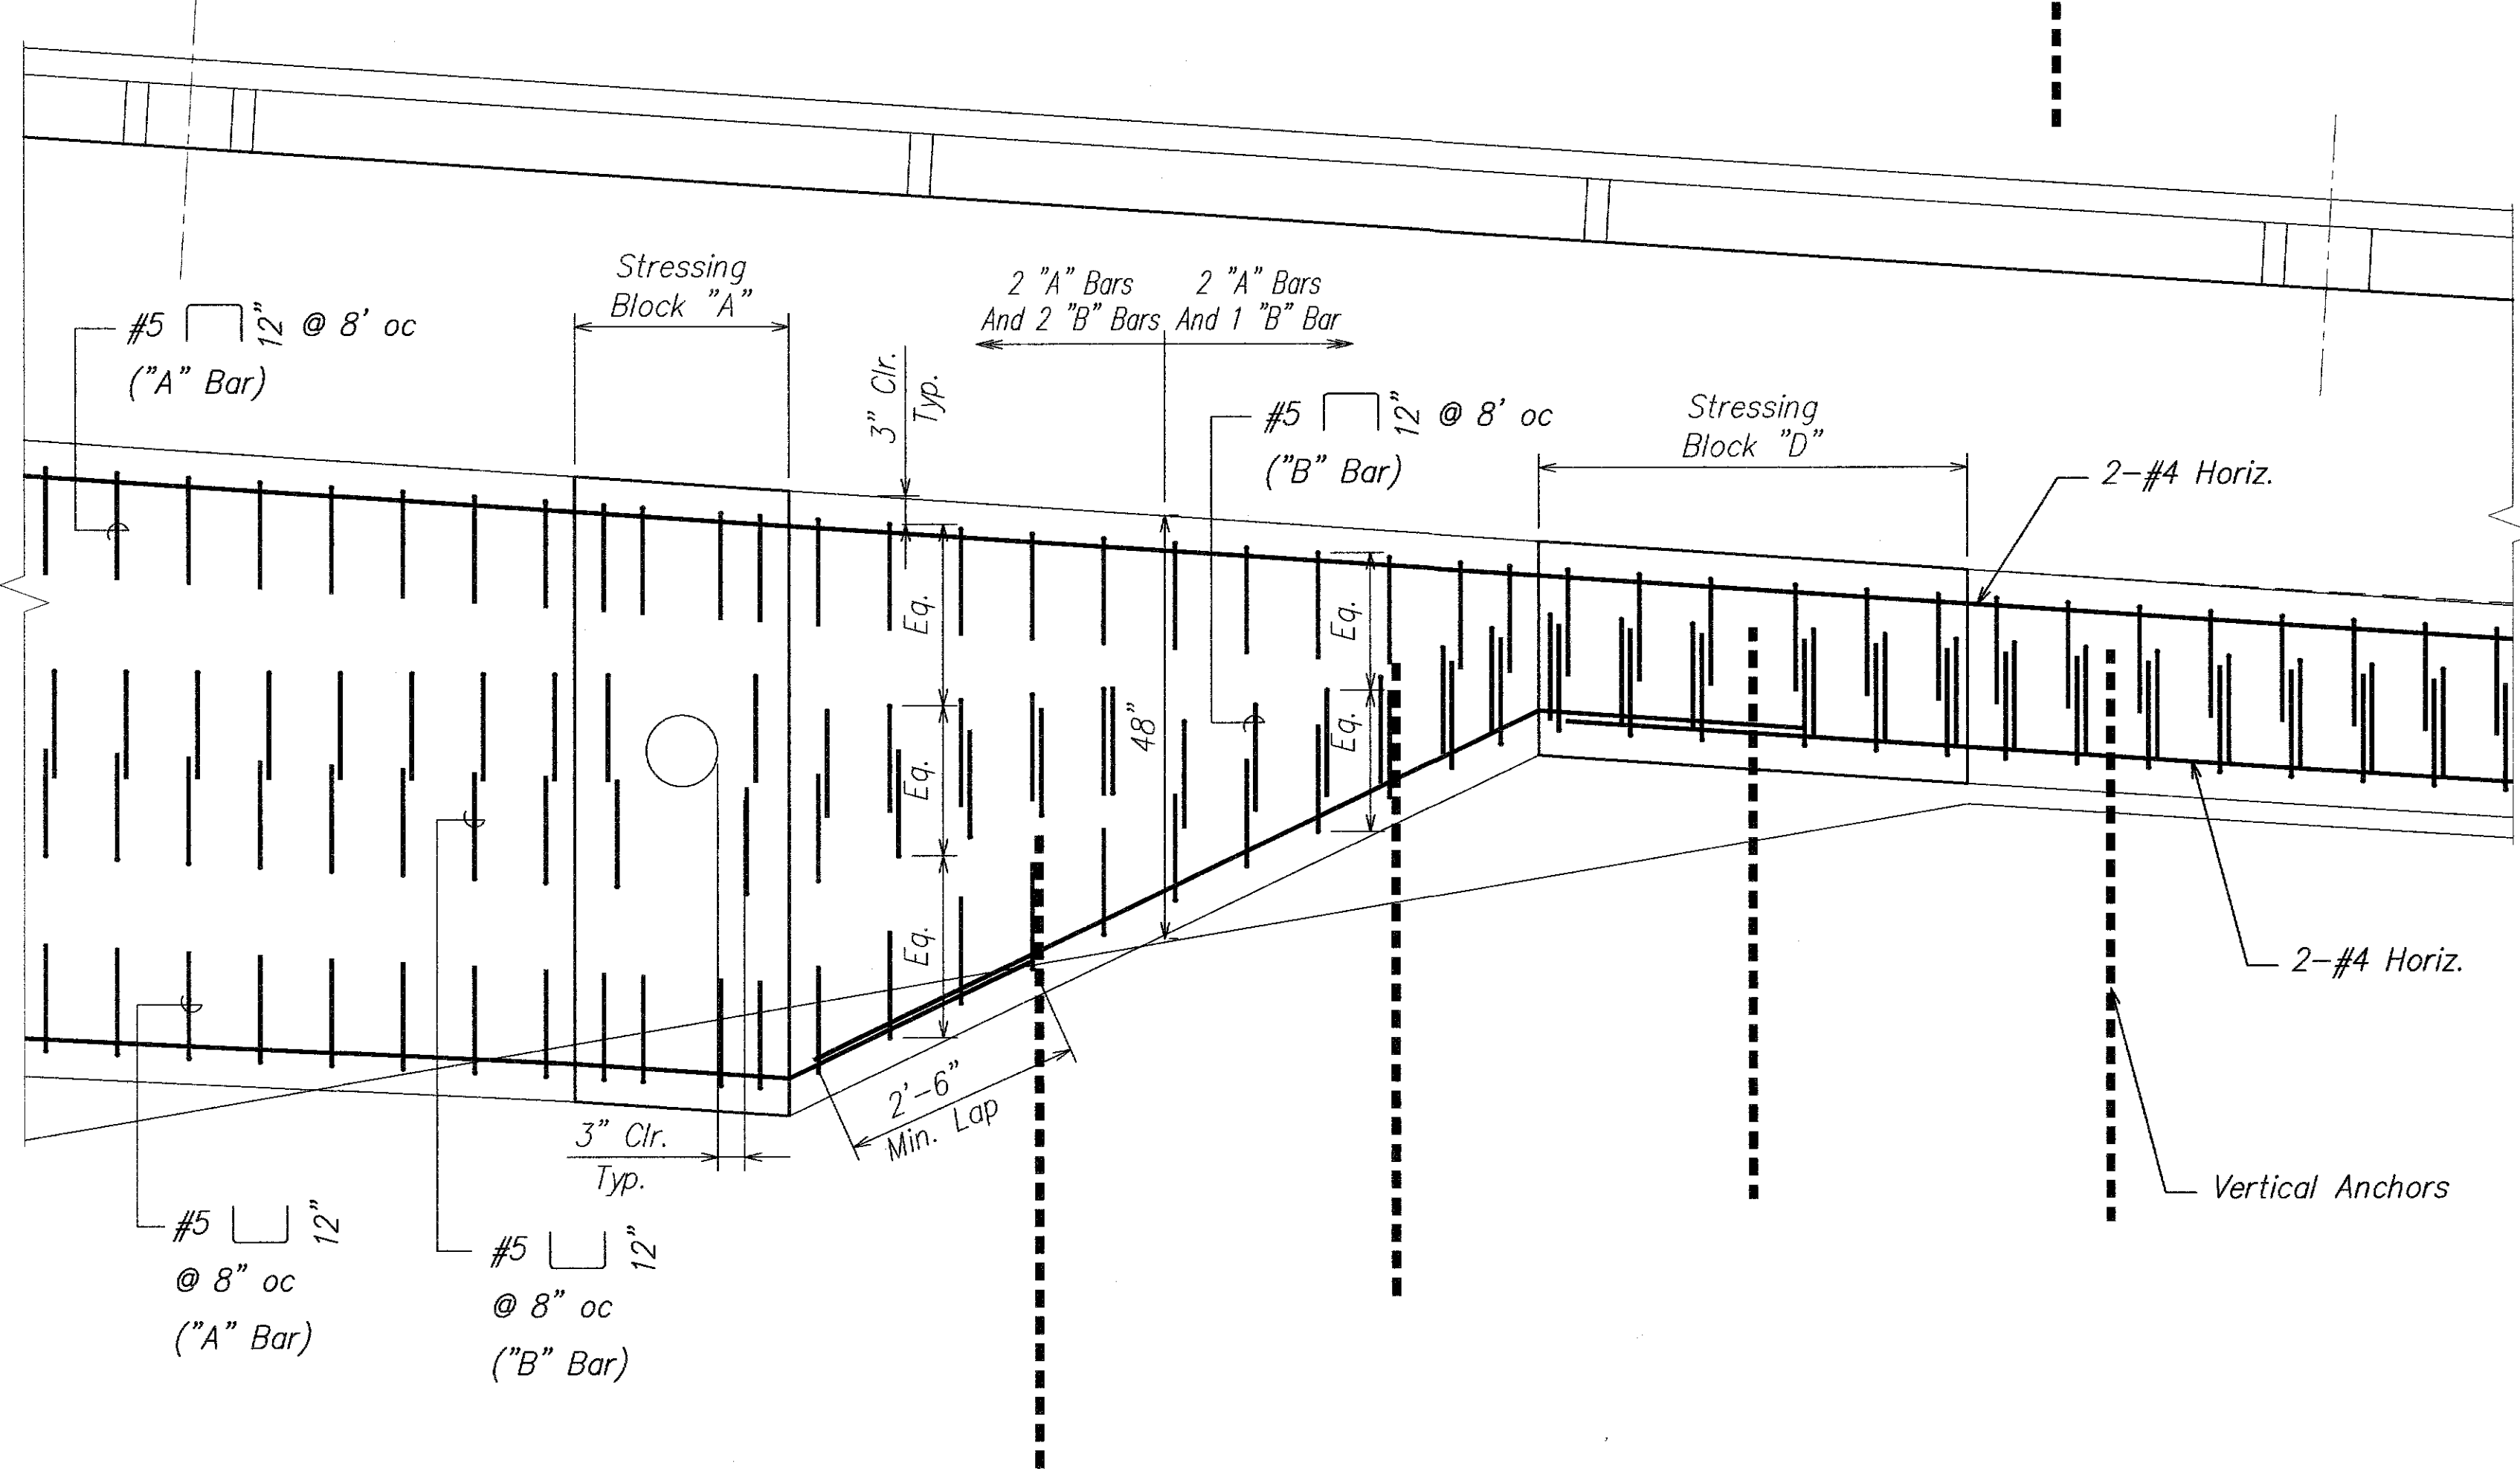 Stressing
Block "A"
2 "A" Bars
And 2 "B" Bars
2 "A" Bars
And 1 "B" Bar
#5 12" @ 8' oc
("A" Bar)
3" Clr.
Typ.
#5 12" @ 8' oc
("B" Bar)
Stressing
Block "D"
2-#4 Horiz.
Eq.
Eq.
Eq.
48"
Eq.
Eq.
2-#4 Horiz.
2'-6"
Min. Lap
3" Clr.
Typ.
Vertical Anchors
#5 12"
@ 8" oc
("A" Bar)
#5 12"
@ 8" oc
("B" Bar)